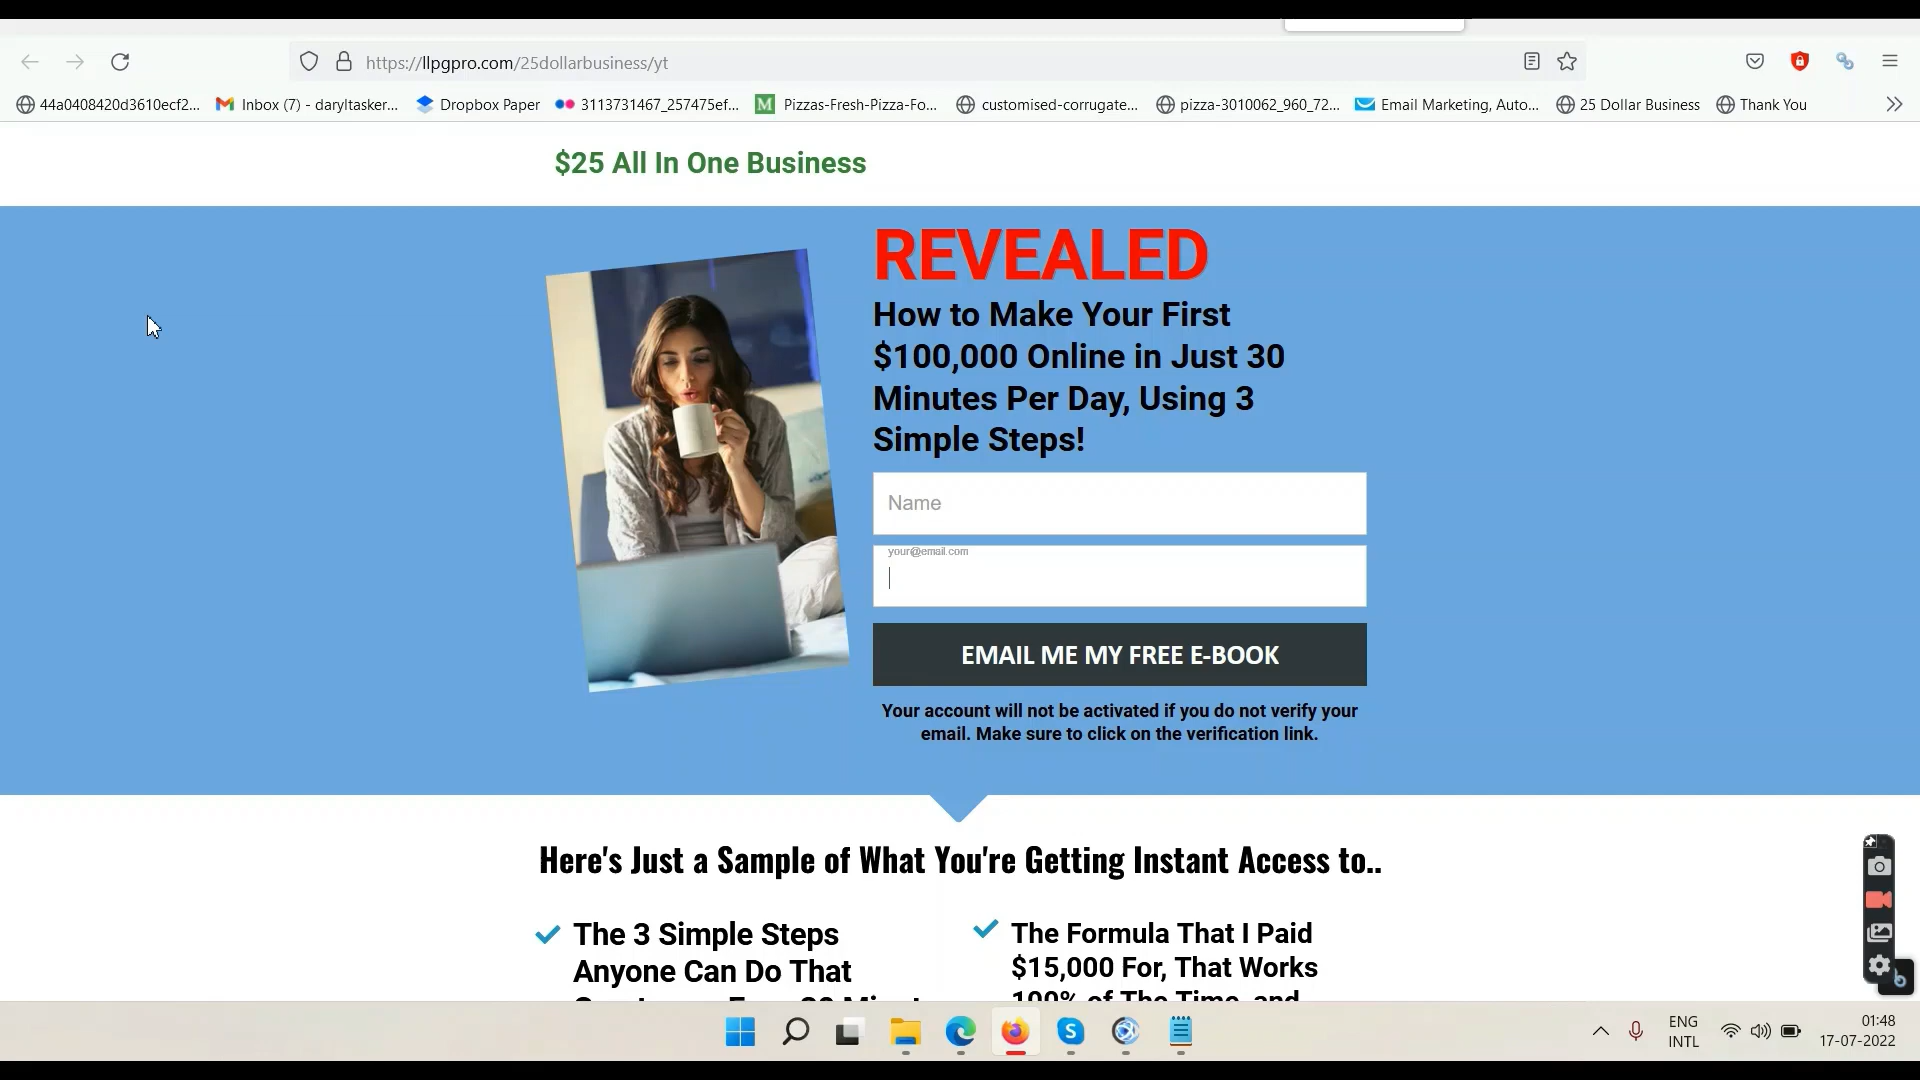 https://llpgpro.com/25dollarbusiness/yt
44a0408420d3610ecf2...
Inbox (7) - daryltasker...
Dropbox Paper
3113731467_257475ef...
M
Pizzas-Fresh-Pizza-Fo...
customised-corrugate...
pizza-3010062_960_72...
Email Marketing, Auto...
25 Dollar Business
Thank You
$25 All In One Business
REVEALED
How to Make Your First
$100,000 Online in Just 30
Minutes Per Day, Using 3
Simple Steps!
Name
your@email.com
EMAIL ME MY FREE E-BOOK
Your account will not be activated if you do not verify your
email. Make sure to click on the verification link.
Here's Just a Sample of What You're Getting Instant Access to..
The 3 Simple Steps
Anyone Can Do That
The Formula That I Paid
$15,000 For, That Works
100% of The Time, and
S
ENG
INTL
01:48
17-07-2022